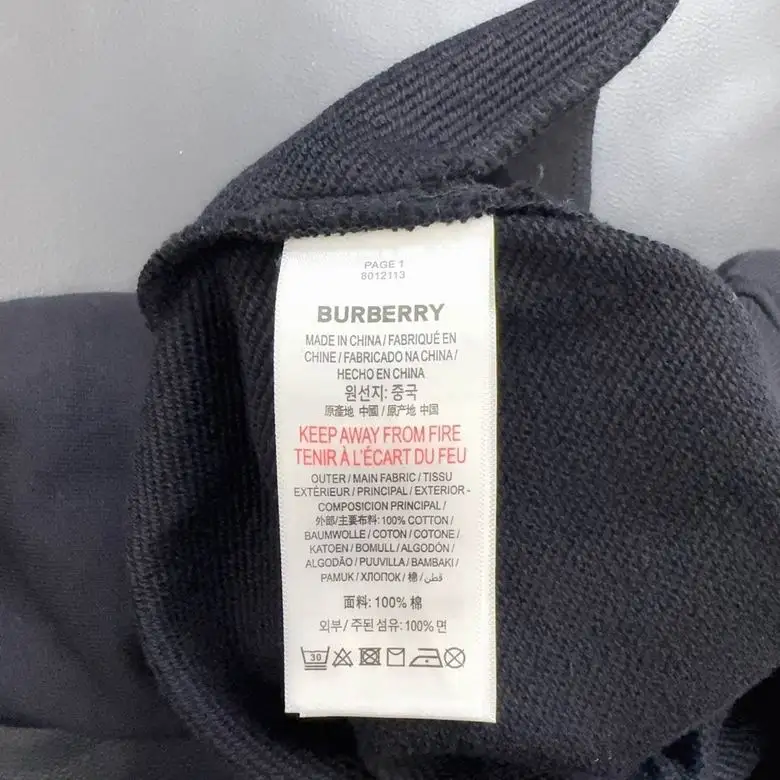 PAGE 1
8012113
BURBERRY
MADE IN CHINA / FABRIQUÉ EN
CHINE / FABRICADO NA CHINA /
HECHO EN CHINA
원선지: 중국
原產地 中國 / 原产地 中国
KEEP AWAY FROM FIRE
TENIR À L'ÉCART DU FEU
OUTER / MAIN FABRIC / TISSU
EXTÉRIEUR / PRINCIPAL / EXTERIOR -
COMPOSICION PRINCIPAL /
外部/主要布料: 100% COTTON /
BAUMWOLLE / COTON / COTONE /
KATOEN / BOMULL / ALGODÓN /
ALGODÃO / PUUVILLA / BAMBAKI /
PAMUK / ХЛОПОК / 棉 / قطن
面料: 100% 棉
외부 / 주된 섬유: 100% 면
30